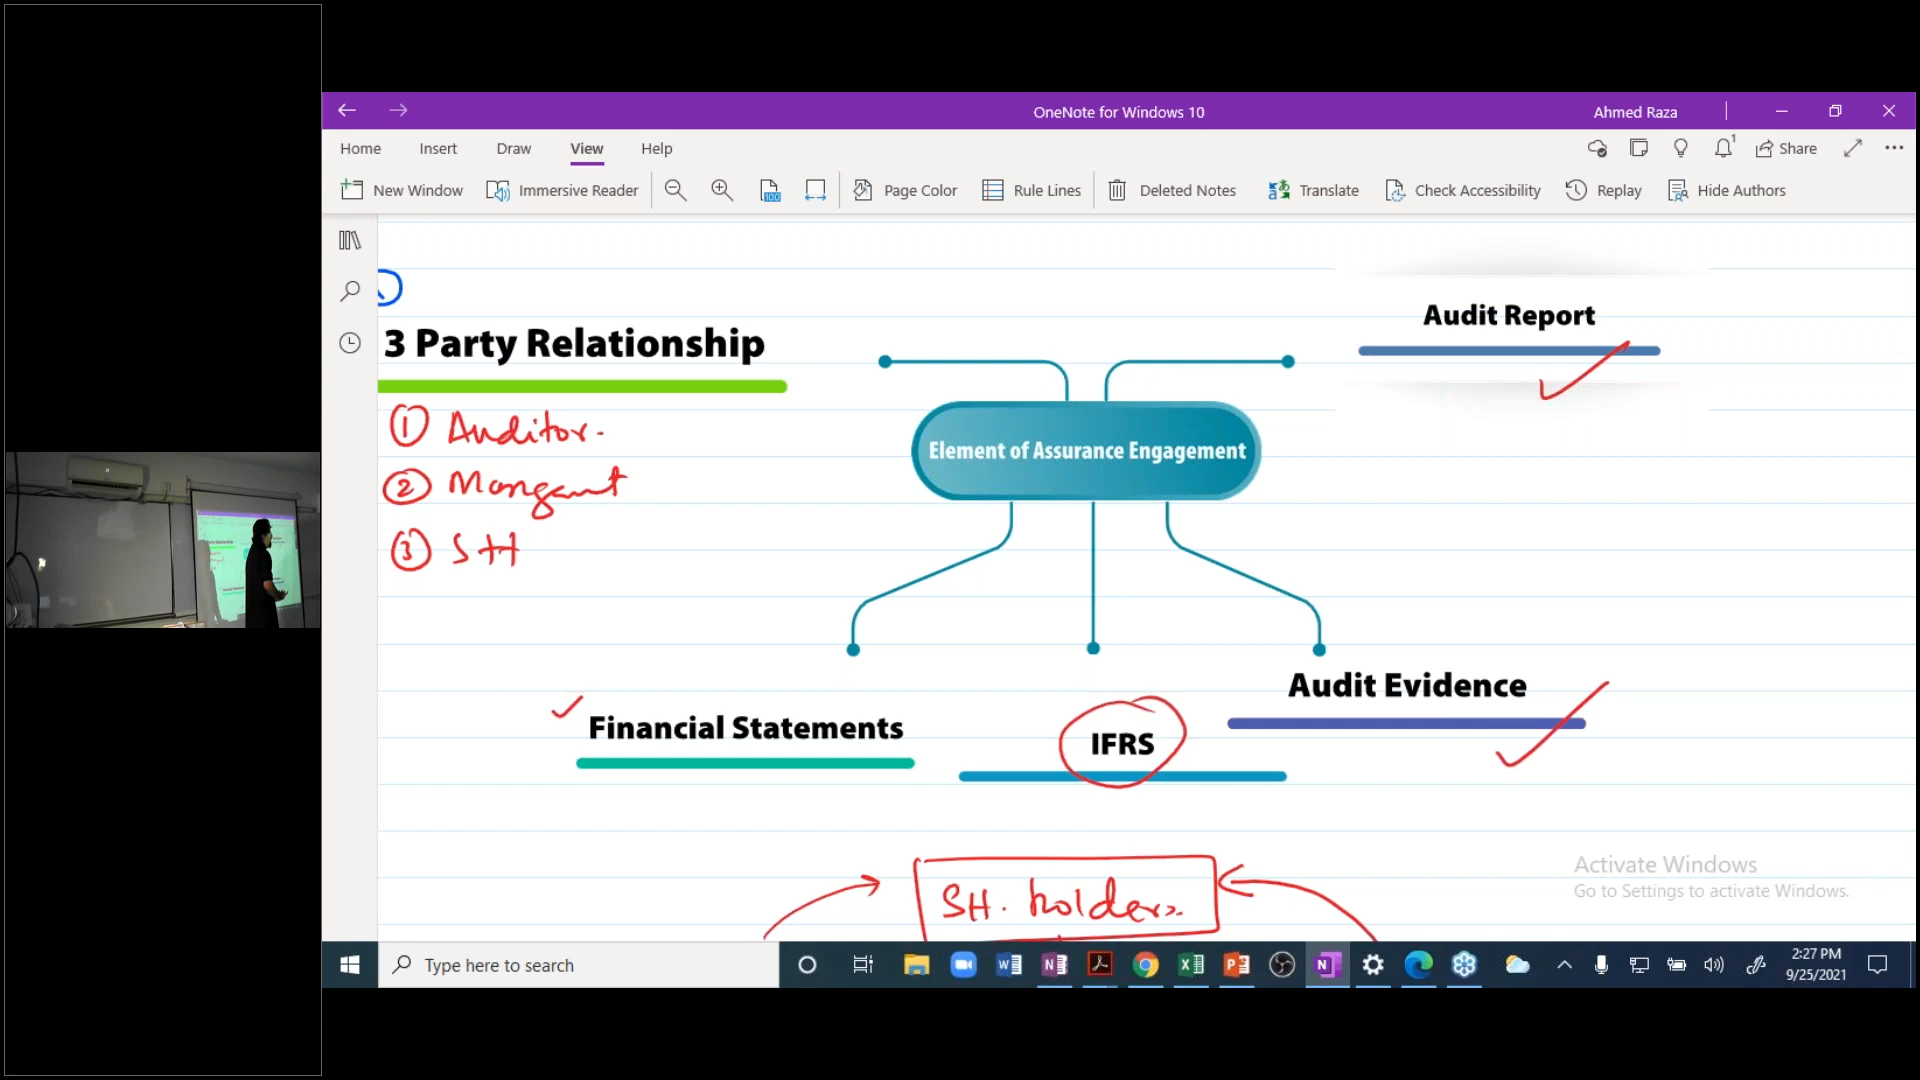 OneNote for Windows 10
Ahmed Raza
Home Insert Draw View Help
1
Share
New Window Immersive Reader Page Color Rule Lines Deleted Notes Translate Check Accessibility Replay Hide Authors
Audit Report
3 Party Relationship
① Auditor.
Element of Assurance Engagement
②
③ SH
Audit Evidence
Financial Statements
IFRS
SH. holders.
Activate Windows
Go to Settings to activate Windows.
Type here to search
2:27 PM
9/25/2021